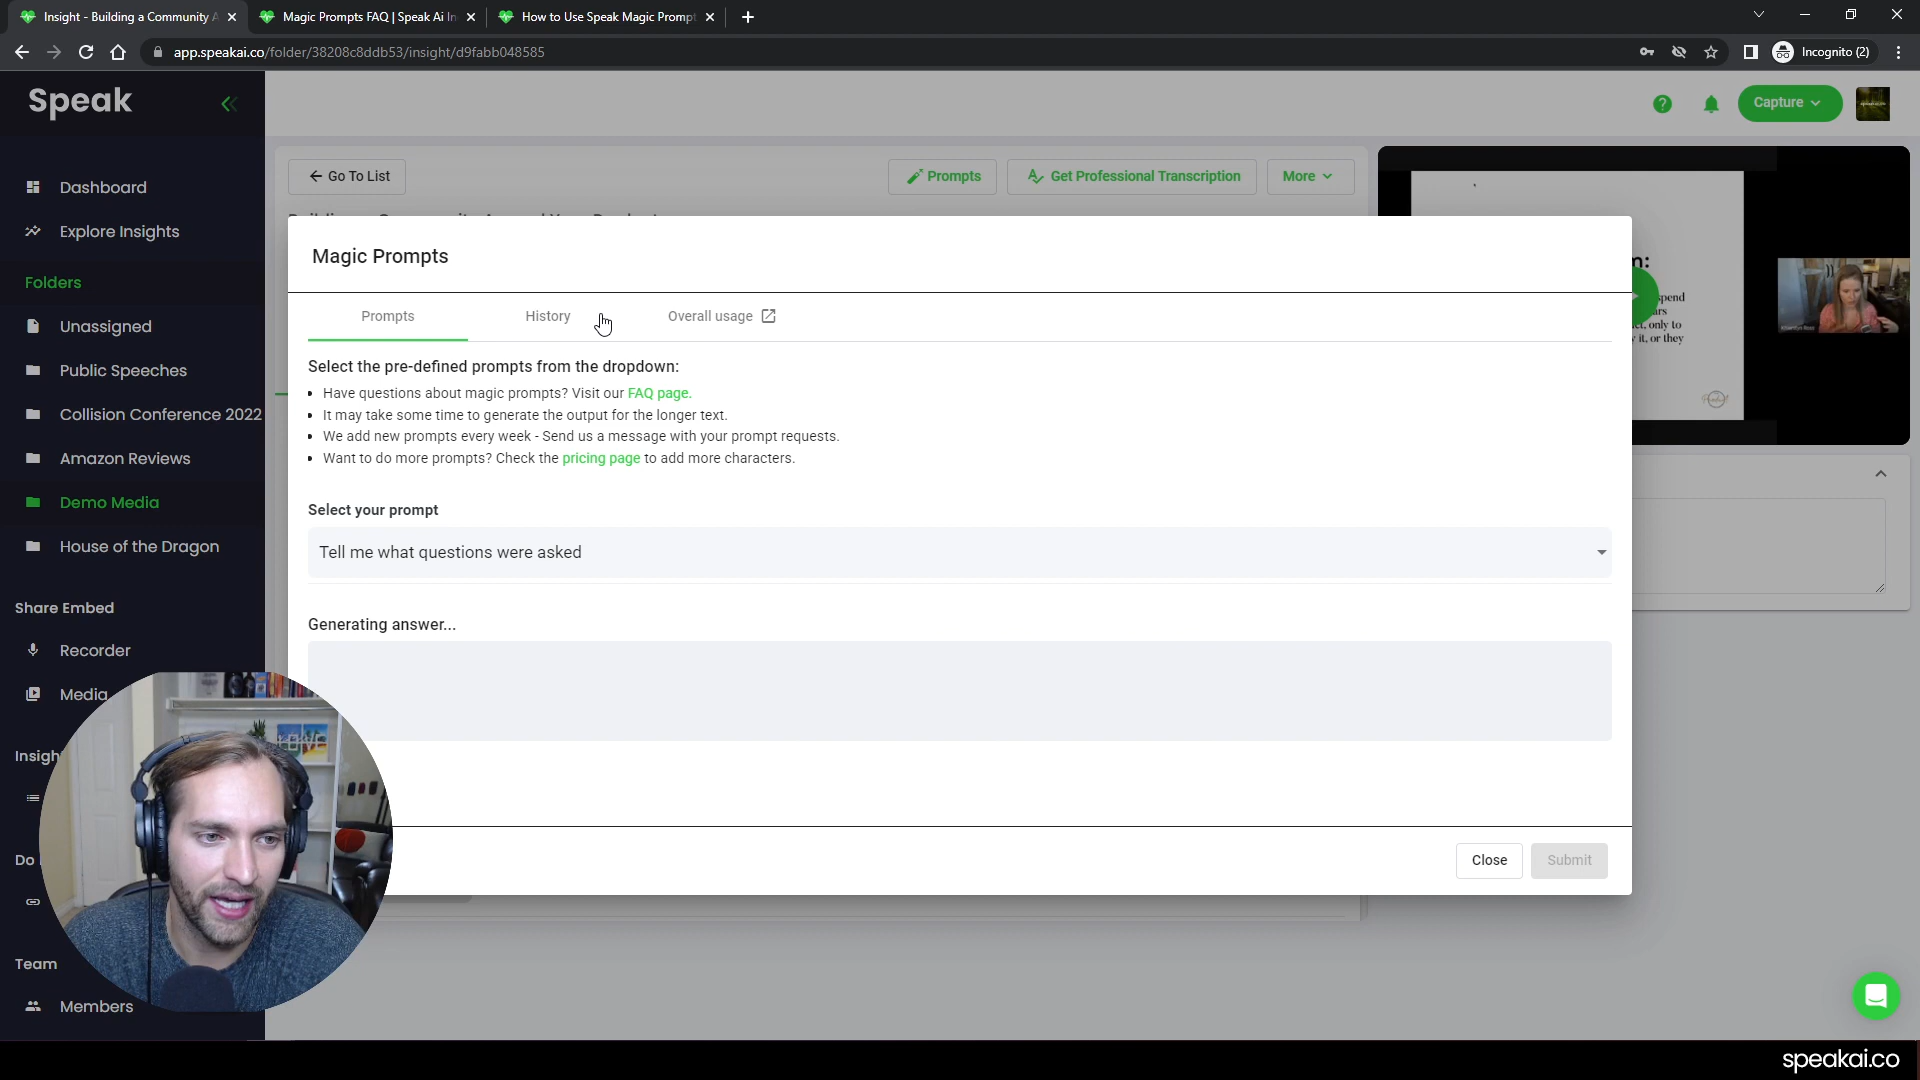 Insight - Building a Community A
Magic Prompts FAQ | Speak Ai In
How to Use Speak Magic Prompt
app.speakai.co/folder/38208c8ddb53/insight/d9fabb048585
Incognito (2)
Speak
Capture
Dashboard
Explore Insights
Folders
Unassigned
Public Speeches
Collision Conference 2022
Amazon Reviews
Demo Media
House of the Dragon
Share Embed
Recorder
Media
Insigh
Do
Team
Members
Go To List
Prompts
Get Professional Transcription
More
Magic Prompts
Prompts
History
Overall usage
Select the pre-defined prompts from the dropdown:
Have questions about magic prompts? Visit our FAQ page.
It may take some time to generate the output for the longer text.
We add new prompts every week - Send us a message with your prompt requests.
Want to do more prompts? Check the pricing page to add more characters.
Select your prompt
Tell me what questions were asked
Generating answer...
Close
Submit
speakai.co